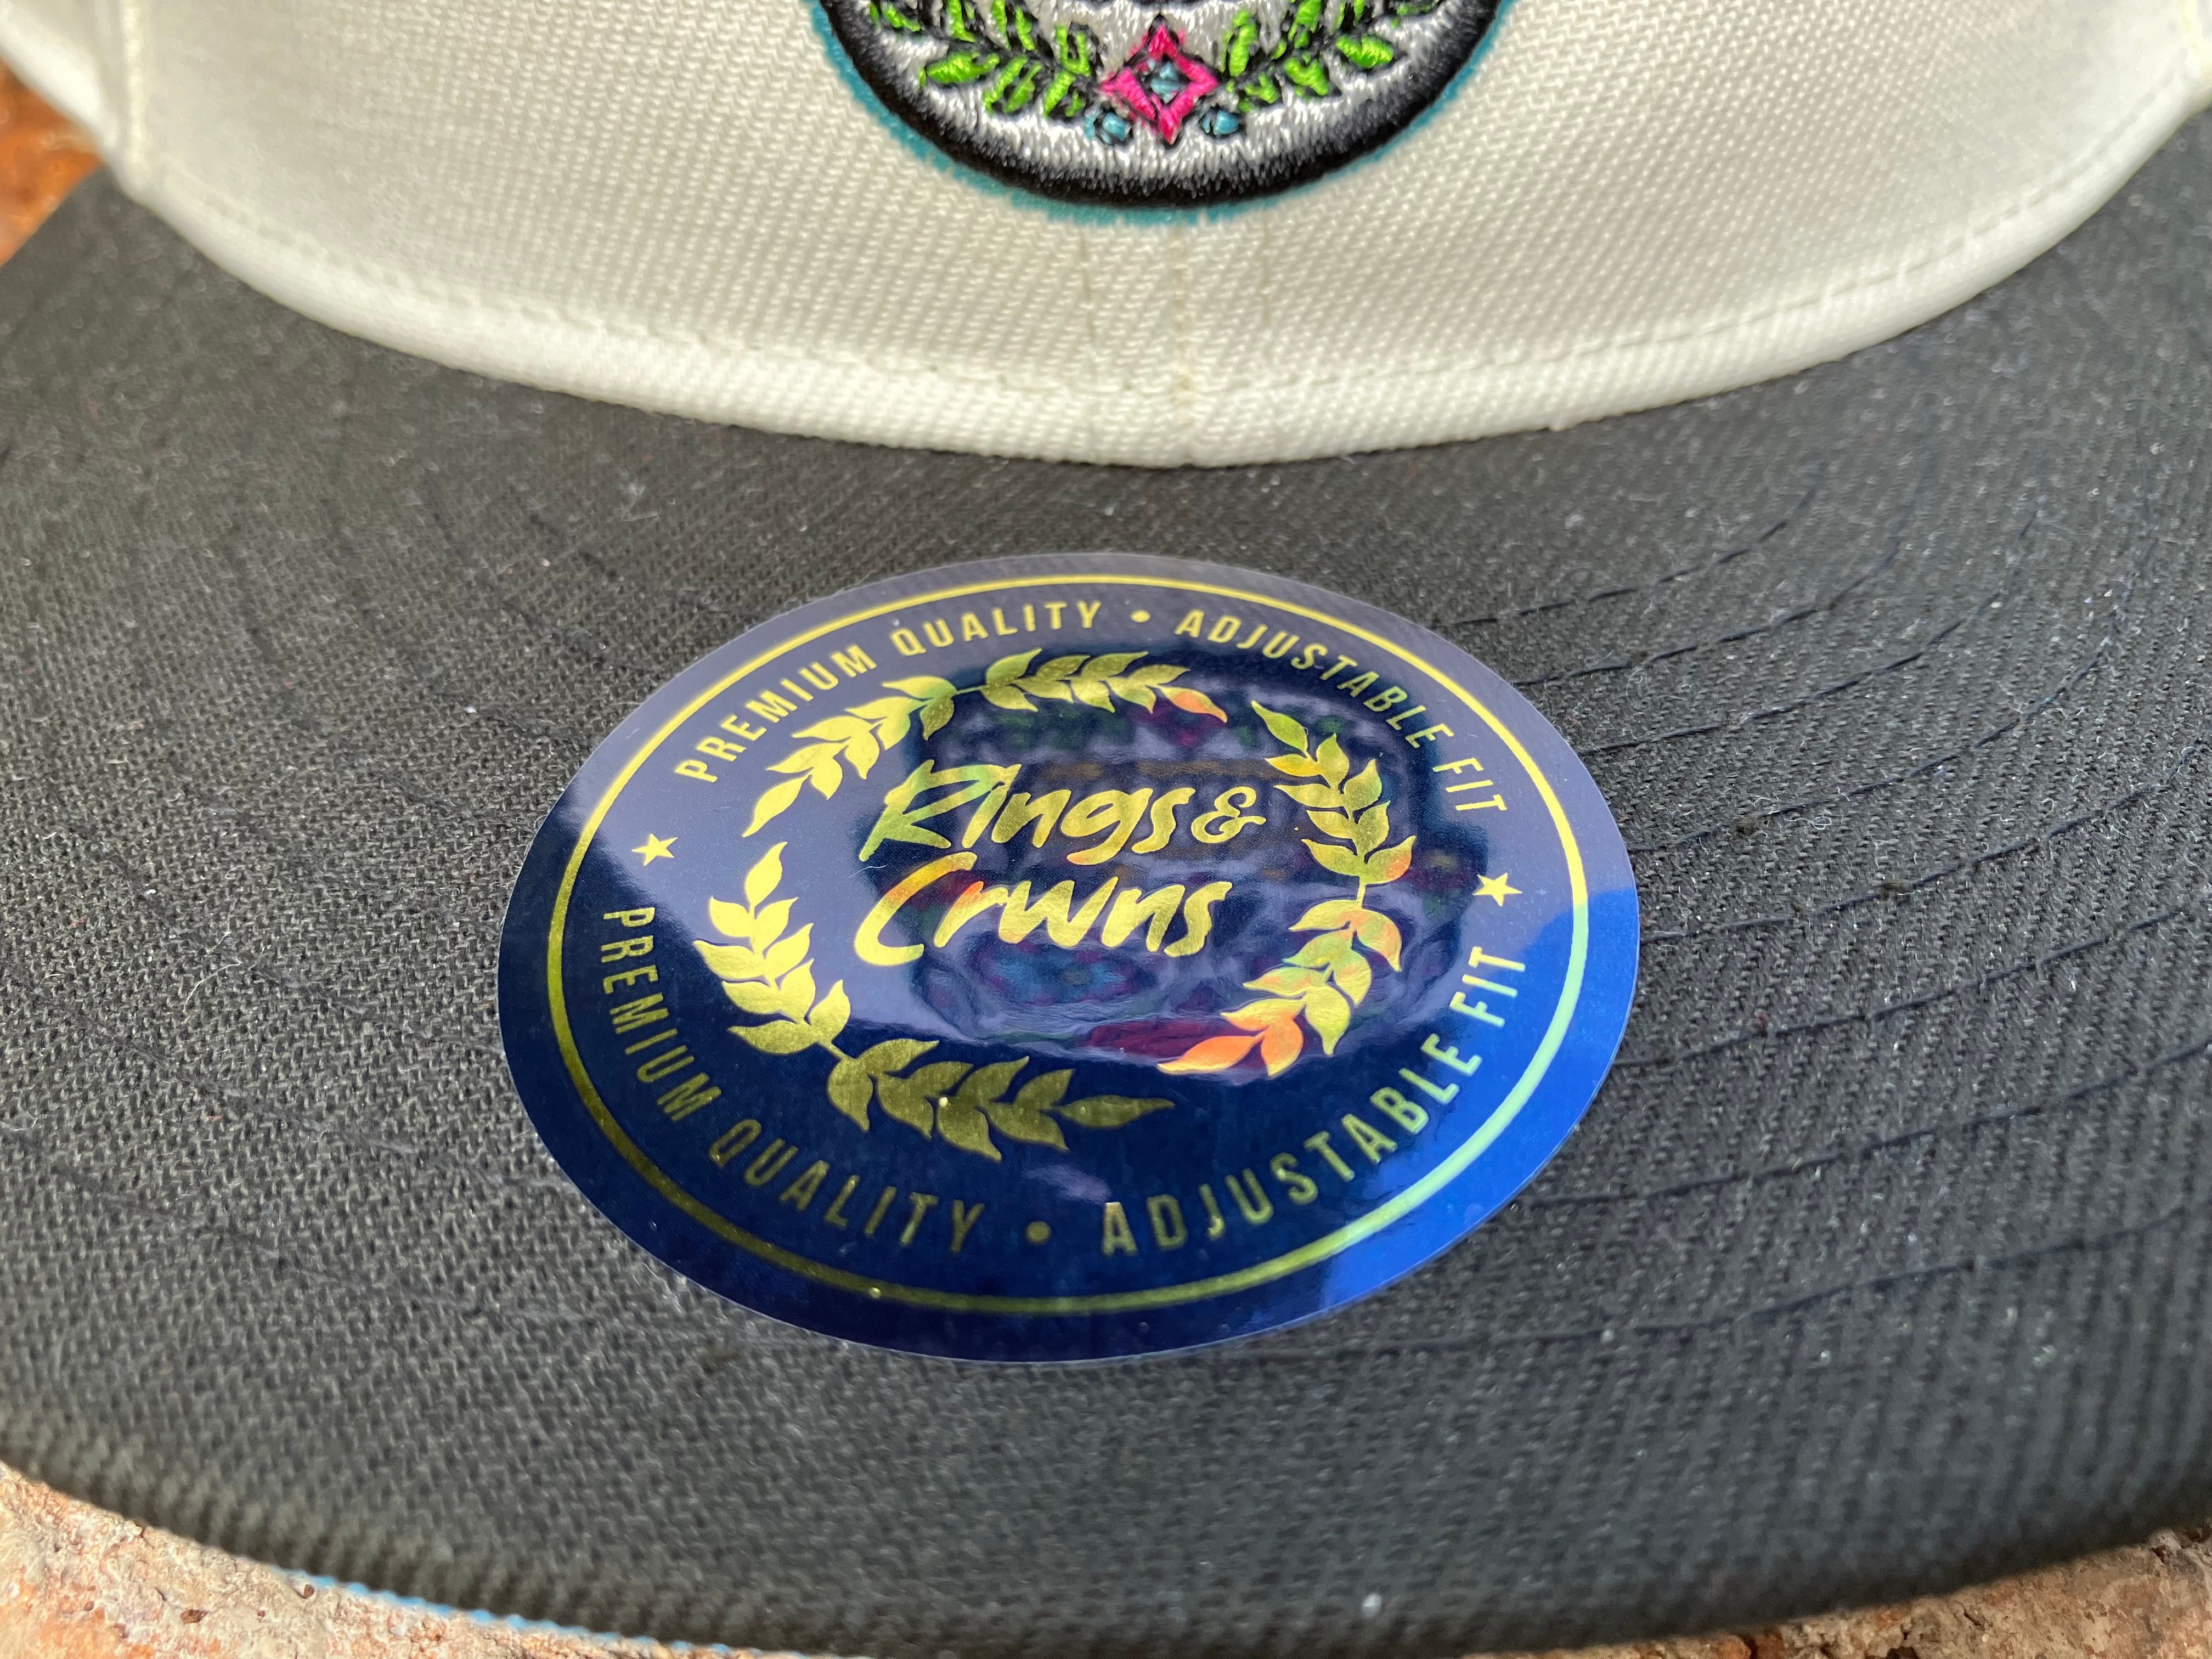 PREMIUM QUALITY • ADJUSTABLE FIT
Rings &
Crwns
PREMIUM QUALITY • ADJUSTABLE FIT